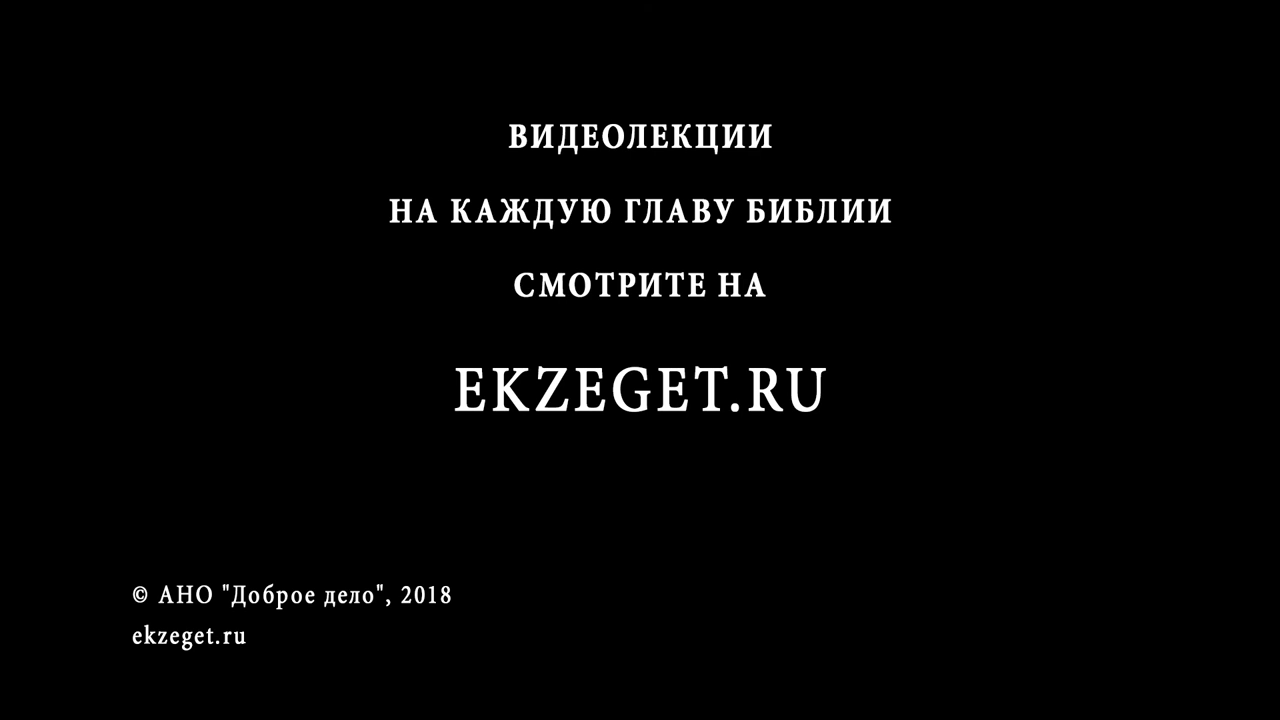 ВИДЕОЛЕКЦИИ
НА КАЖДУЮ ГЛАВУ БИБЛИИ
СМОТРИТЕ НА
EKZEGET.RU
© АНО "Доброе дело", 2018
ekzeget.ru